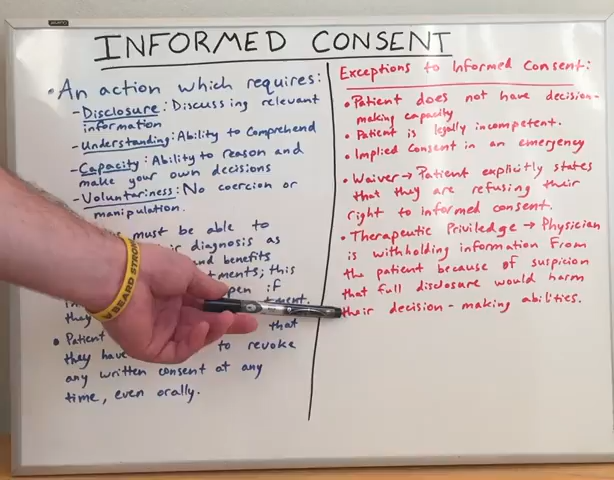 INFORMED CONSENT
• An action which requires:
- Disclosure: Discussing relevant
information
- Understanding: Ability to Comprehend
- Capacity: Ability to reason and
make your own decisions
- Voluntariness: No coercion or
manipulation.
must be able to
diagnosis as
and benefits
this
if
that
• Patient
they have to revoke
any written consent at any
time, even orally.
Exceptions to Informed Consent:
• Patient does not have decision-
making capacity
• Patient is legally incompetent.
• Implied Consent in an emergency
• Waiver → Patient explicitly states
that they are refusing their
right to informed consent.
• Therapeutic Priviledge → Physician
is withholding information from
the patient because of suspicion
that full disclosure would harm
their decision-making abilities.
BEARD STRONG